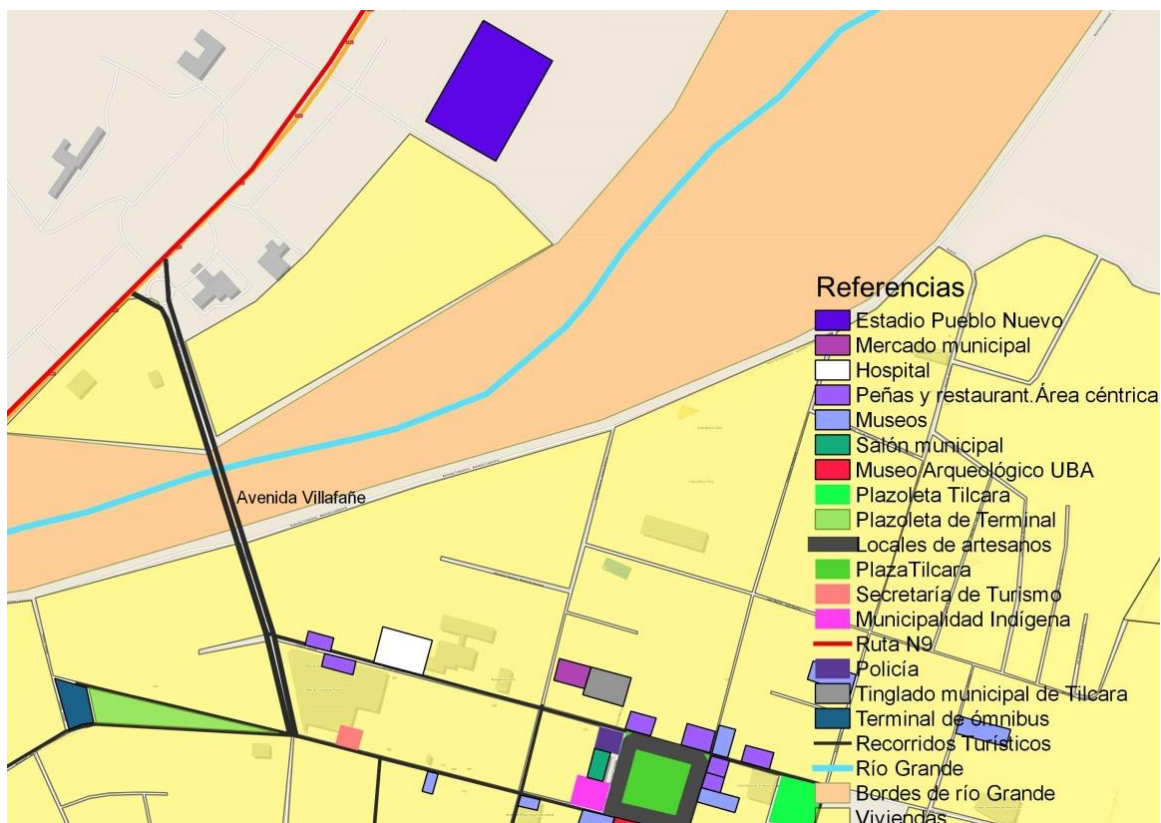 Avenida Villafañe
Referencias
Estadio Pueblo Nuevo
Mercado municipal
Hospital
Peñas y restaurant.Área céntrica
Museos
Salón municipal
Museo Arqueológico UBA
Plazoleta Tilcara
Plazoleta de Terminal
Locales de artesanos
PlazaTilcara
Secretaría de Turismo
Municipalidad Indígena
Ruta N9
Policía
Tinglado municipal de Tilcara
Terminal de ómnibus
Recorridos Turísticos
Río Grande
Bordes de río Grande
Viviendas